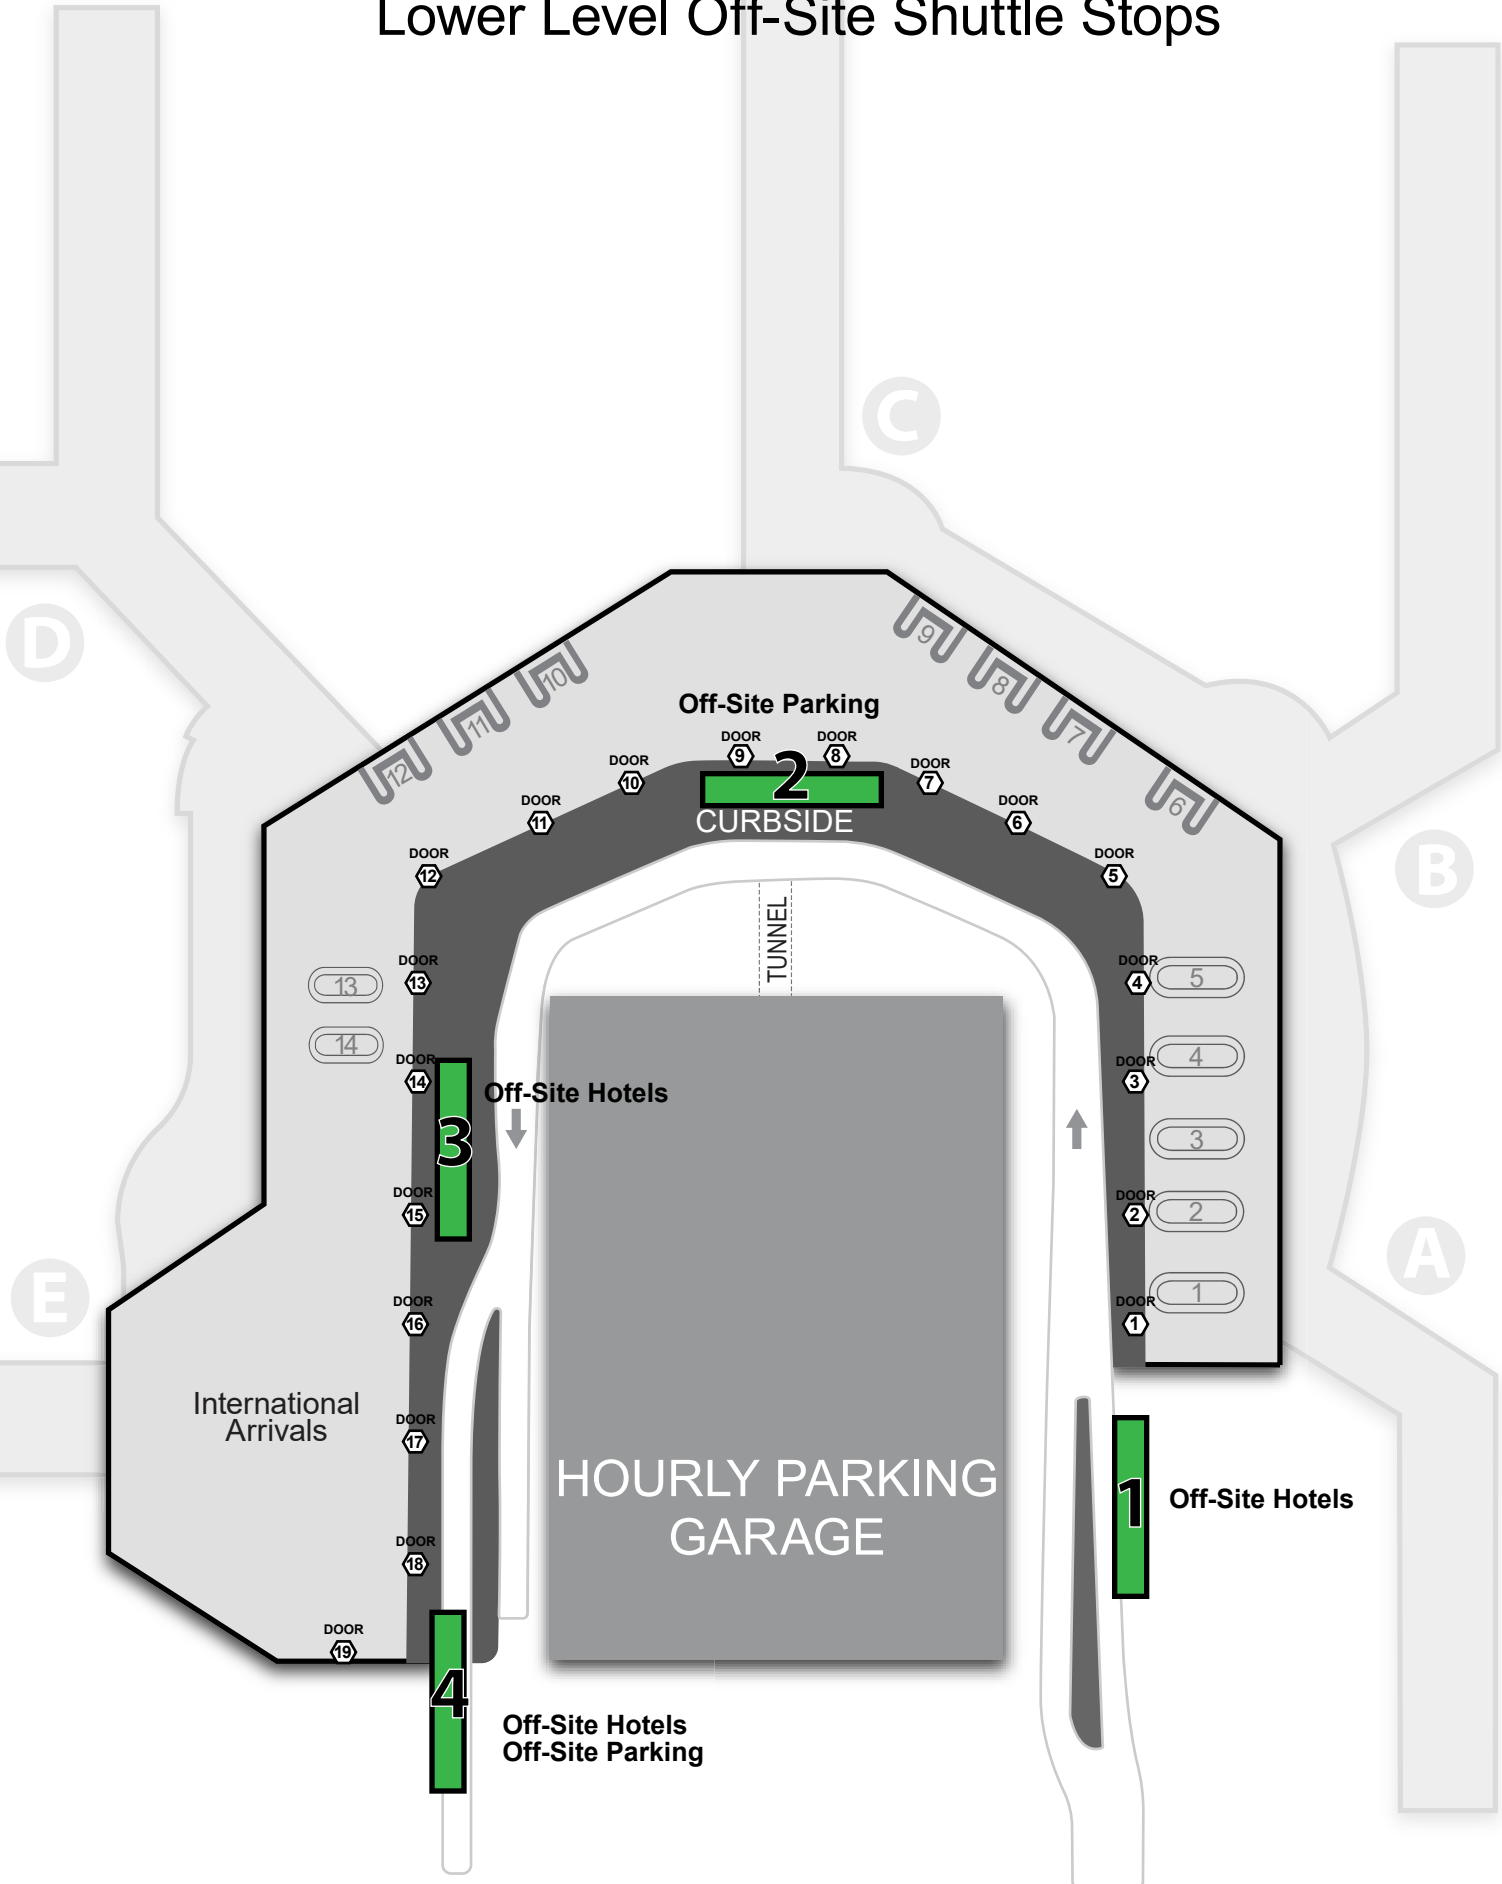 Lower Level Off-Site Shuttle Stops
C
D
B
A
E
9
8
7
6
10
11
12
Off-Site Parking
DOOR
9
DOOR
8
2
DOOR
10
DOOR
7
CURBSIDE
DOOR
11
DOOR
6
DOOR
12
DOOR
5
TUNNEL
DOOR
13
13
DOOR
4
5
14
DOOR
14
Off-Site Hotels
3
DOOR
3
4
3
DOOR
15
DOOR
2
2
DOOR
16
DOOR
1
1
International
Arrivals
DOOR
17
HOURLY PARKING
GARAGE
1
Off-Site Hotels
DOOR
18
DOOR
19
4
Off-Site Hotels
Off-Site Parking